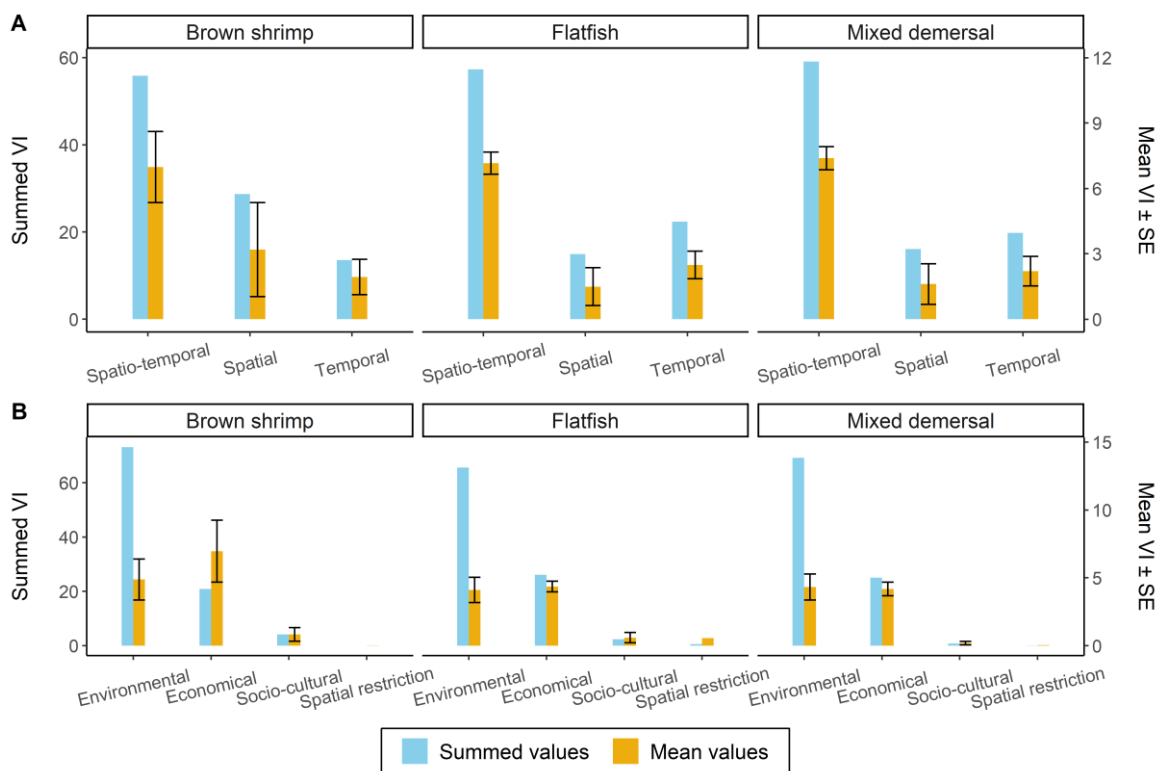 A
Brown shrimp Flatfish Mixed demersal
Summed VI
60
40
20
0
12
9
6
3
0
Mean VI ± SE
Spatio-temporal Spatial Temporal Spatio-temporal Spatial Temporal Spatio-temporal Spatial Temporal
B
Brown shrimp Flatfish Mixed demersal
Summed VI
60
40
20
0
15
10
5
0
Mean VI ± SE
Environmental Economical Socio-cultural Spatial restriction Environmental Economical Socio-cultural Spatial restriction Environmental Economical Socio-cultural Spatial restriction
Summed values Mean values